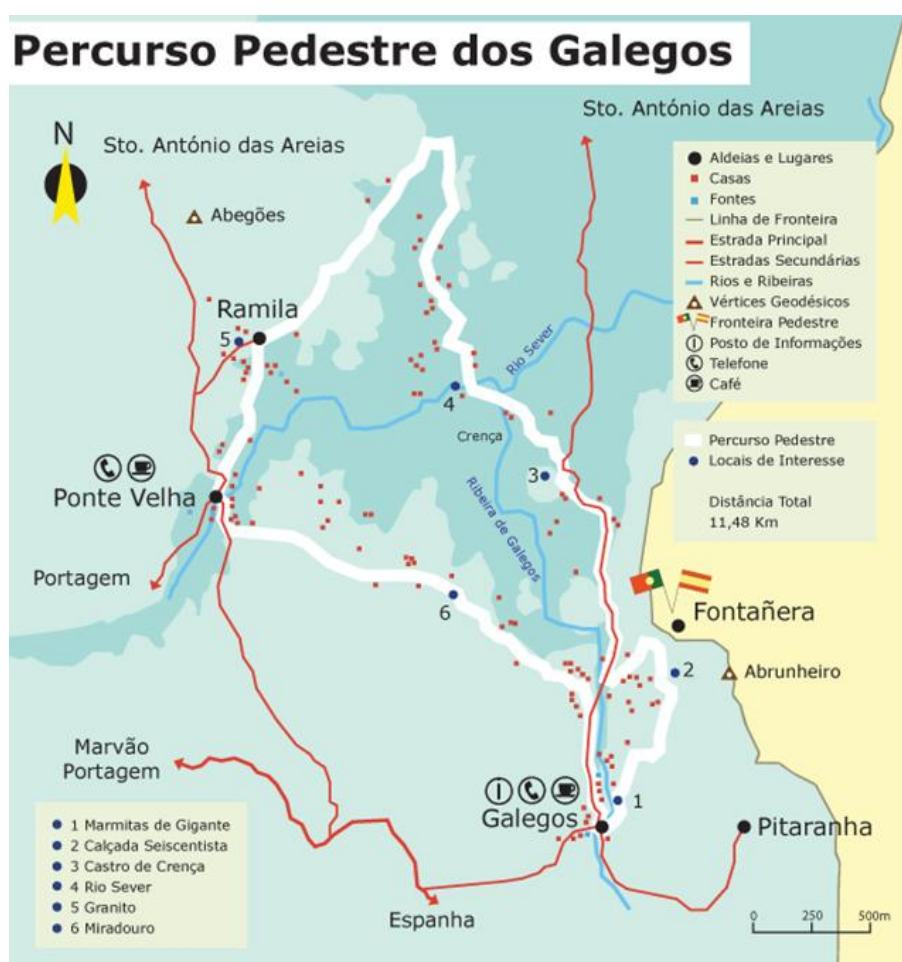 Percurso Pedestre dos Galegos
N
Sto. António das Areias
Sto. António das Areias
Abegões
Ramila
5
Rio Sever
4
Crença
3
Ribeira de Galegos
Ponte Velha
Portagem
6
Fontañera
2
Abrunheiro
Marvão
Portagem
Galegos
1
Pitaranha
Espanha
Aldeias e Lugares
Casas
Fontes
Linha de Fronteira
Estrada Principal
Estradas Secundárias
Rios e Ribeiras
Vértices Geodésicos
Fronteira Pedestre
Posto de Informações
Telefone
Café
Percurso Pedestre
Locais de Interesse
Distância Total
11,48 Km
1 Marmitas de Gigante
2 Calçada Seiscentista
3 Castro de Crença
4 Rio Sever
5 Granito
6 Miradouro
0 250 500m